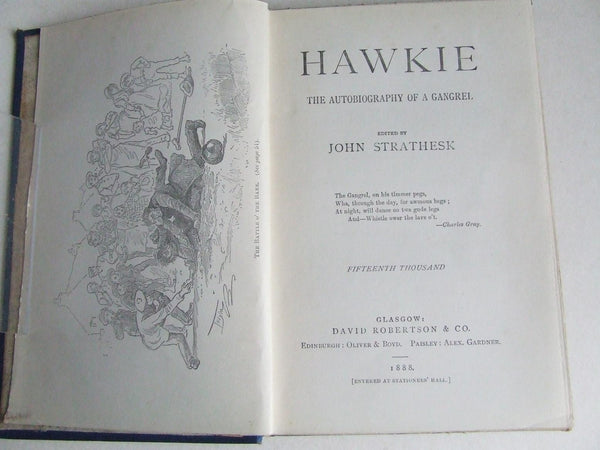 THE BATTLE O' THE BAKE. (See page 51).
HAWKIE
THE AUTOBIOGRAPHY OF A GANGREL
EDITED BY
JOHN STRATHESK
The Gangrel, on his timmer pegs,
Wha, through the day, for awmous begs;
At night, will dance on twa gude legs
And—Whistle owar the lave o't.
—Charles Gray.
FIFTEENTH THOUSAND
GLASGOW:
DAVID ROBERTSON & CO.
EDINBURGH: OLIVER & BOYD. PAISLEY: ALEX. GARDNER.
1888.
[ENTERED AT STATIONERS' HALL.]